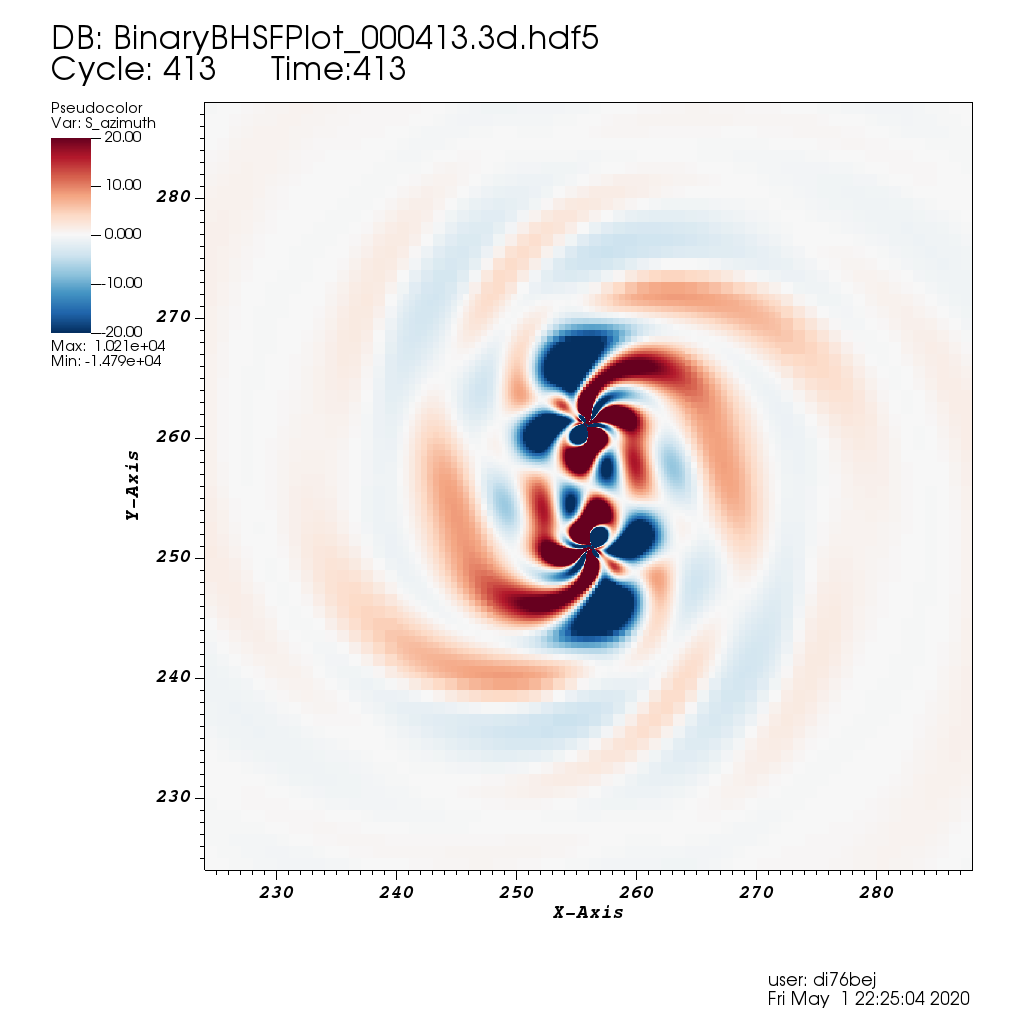 DB: BinaryBHSFPlot_000413.3d.hdf5
Cycle: 413 Time:413
Pseudocolor
Var: S_azimuth
20.00
10.00
0.000
-10.00
-20.00
Max: 1.021e+04
Min: -1.479e+04
280
270
260
250
240
230
Y-Axis
230 240 250 260 270 280
X-Axis
user: di76bej
Fri May 1 22:25:04 2020